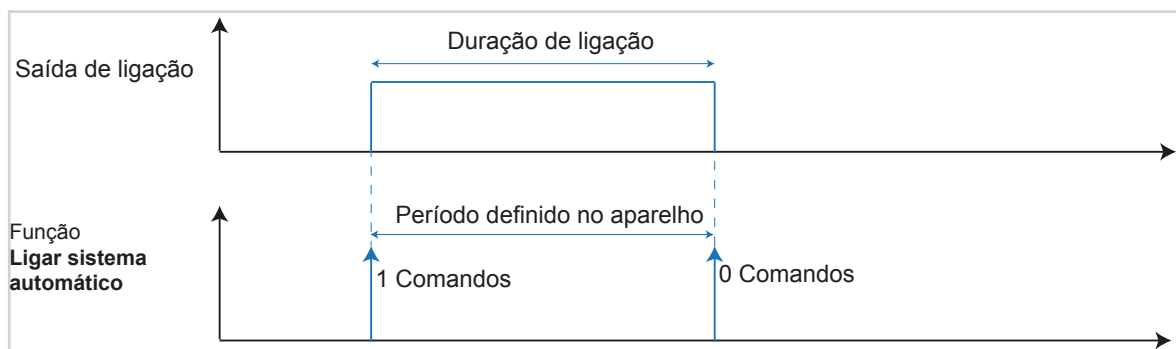 Duração de ligação
Saída de ligação
Período definido no aparelho
Função
Ligar sistema
automático
1 Comandos
0 Comandos